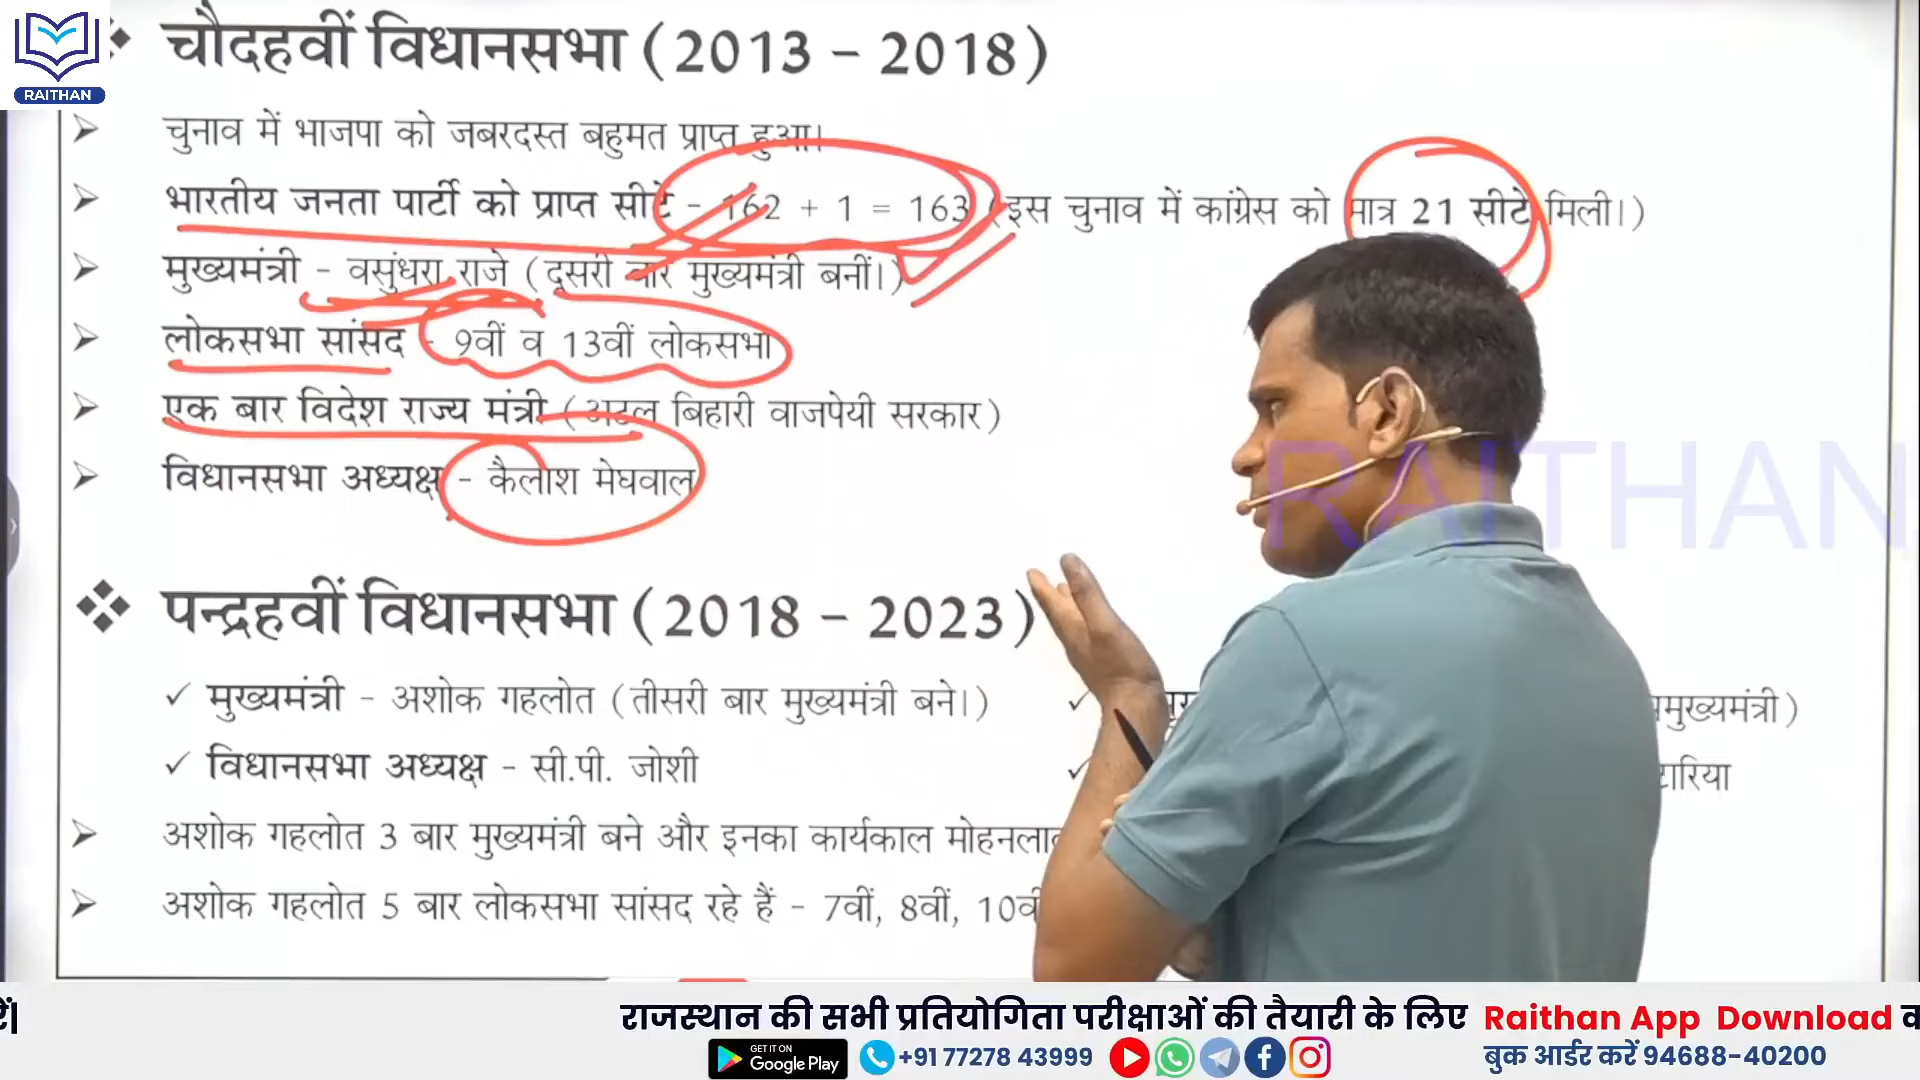 RAITHAN
चौदहवीं विधानसभा (2013 – 2018)
चुनाव में भाजपा को जबरदस्त बहुमत प्राप्त हुआ।
भारतीय जनता पार्टी को प्राप्त सीटें - 162 + 1 = 163 (इस चुनाव में कांग्रेस को मात्र 21 सीटें मिली।)
मुख्यमंत्री - वसुंधरा राजे (दूसरी बार मुख्यमंत्री बनीं।)
लोकसभा सांसद - 9वीं व 13वीं लोकसभा
एक बार विदेश राज्य मंत्री (अटल बिहारी वाजपेयी सरकार)
विधानसभा अध्यक्ष - कैलाश मेघवाल
RAITHAN
पन्द्रहवीं विधानसभा (2018 – 2023)
✓ मुख्यमंत्री - अशोक गहलोत (तीसरी बार मुख्यमंत्री बने।) ✓ मुख्यमंत्री)
✓ विधानसभा अध्यक्ष - सी.पी. जोशी ✓ टारिया
अशोक गहलोत 3 बार मुख्यमंत्री बने और इनका कार्यकाल मोहनला
अशोक गहलोत 5 बार लोकसभा सांसद रहे हैं - 7वीं, 8वीं, 10वीं
राजस्थान की सभी प्रतियोगिता परीक्षाओं की तैयारी के लिए Raithan App Download
GET IT ON Google Play +91 77278 43999 बुक आर्डर करें 94688-40200